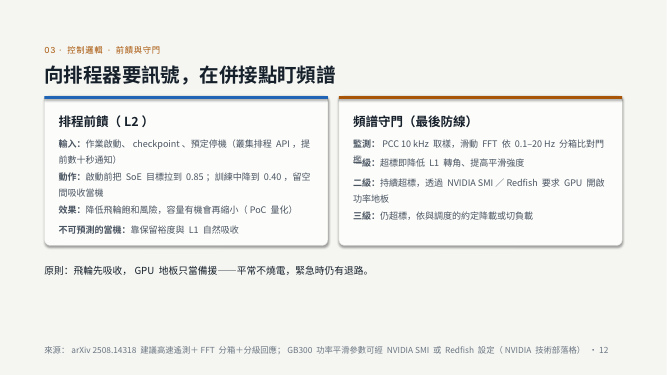 03 · 控制邏輯 · 前饋與守門
向排程器要訊號，在併接點盯頻譜
排程前饋（L2）
輸入：作業啟動、checkpoint、預定停機（叢集排程 API，提
前數十秒通知）
動作：啟動前把 SoE 目標拉到 0.85；訓練中降到 0.40，留空
間吸收當機
效果：降低飛輪飽和風險，容量有機會再縮小（PoC 量化）
不可預測的當機：靠保留裕度與 L1 自然吸收
頻譜守門（最後防線）
監測：PCC 10 kHz 取樣，滑動 FFT 依 0.1–20 Hz 分箱比對門
檻
一級：超標即降低 L1 轉角、提高平滑強度
二級：持續超標，透過 NVIDIA SMI／Redfish 要求 GPU 開啟
功率地板
三級：仍超標，依與調度的約定降載或切負載
原則：飛輪先吸收，GPU 地板只當備援——平常不燒電，緊急時仍有退路。
來源：arXiv 2508.14318 建議高速遙測＋FFT 分箱＋分級回應；GB300 功率平滑參數可經 NVIDIA SMI 或 Redfish 設定（NVIDIA 技術部落格） · 12